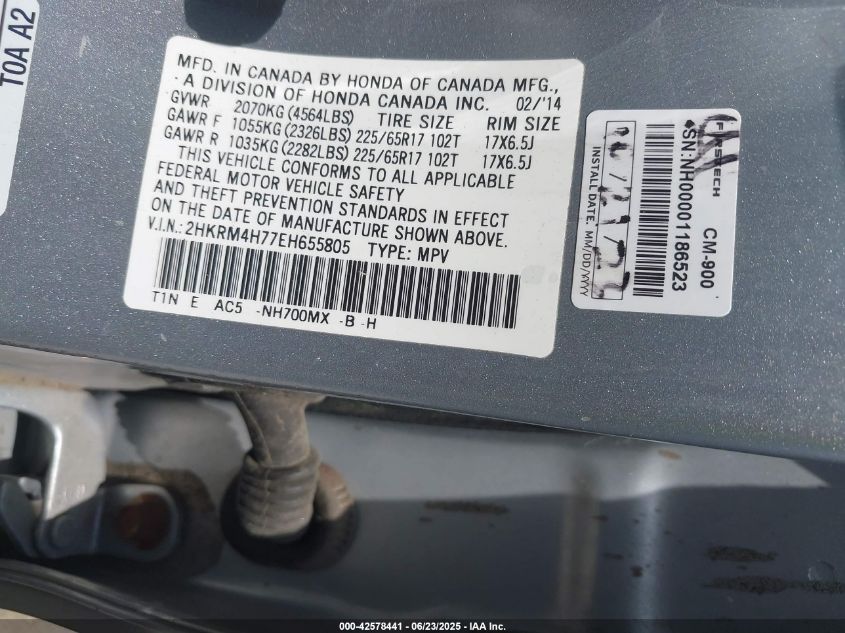 TOA A2
MFD. IN CANADA BY HONDA OF CANADA MFG.,
A DIVISION OF HONDA CANADA INC. 02/'14
GVWR 2070KG (4564LBS) TIRE SIZE RIM SIZE
GAWR F 1055KG (2326LBS) 225/65R17 102T 17X6.5J
GAWR R 1035KG (2282LBS) 225/65R17 102T 17X6.5J
THIS VEHICLE CONFORMS TO ALL APPLICABLE
FEDERAL MOTOR VEHICLE SAFETY
AND THEFT PREVENTION STANDARDS IN EFFECT
ON THE DATE OF MANUFACTURE SHOWN ABOVE.
V.I.N.: 2HKRM4H77EH655805 TYPE: MPV
T1N E AC5 -NH700MX -B -H
FIRSTECH CM-900
*SN:NH00001186523
INSTALL DATE. MM/DD/YYYY
000-42578441 - 06/23/2025 - IAA Inc.